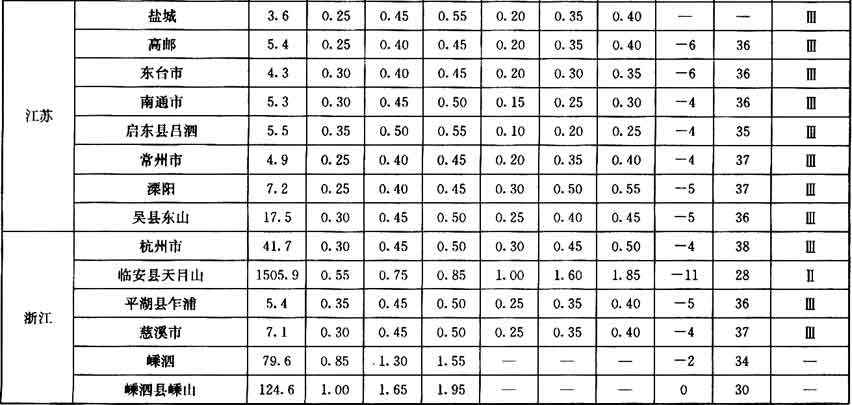 江苏
盐城 3.6 0.25 0.45 0.55 0.20 0.35 0.40 — — Ⅲ
高邮 5.4 0.25 0.40 0.45 0.20 0.35 0.40 -6 36 Ⅲ
东台市 4.3 0.30 0.40 0.45 0.20 0.30 0.35 -6 36 Ⅲ
南通市 5.3 0.30 0.45 0.50 0.15 0.25 0.30 -4 36 Ⅲ
启东县吕泗 5.5 0.35 0.50 0.55 0.10 0.20 0.25 -4 35 Ⅲ
常州市 4.9 0.25 0.40 0.45 0.20 0.35 0.40 -4 37 Ⅲ
溧阳 7.2 0.25 0.40 0.45 0.30 0.50 0.55 -5 37 Ⅲ
吴县东山 17.5 0.30 0.45 0.50 0.25 0.40 0.45 -5 36 Ⅲ
浙江
杭州市 41.7 0.30 0.45 0.50 0.30 0.45 0.50 -4 38 Ⅲ
临安县天目山 1505.9 0.55 0.75 0.85 1.00 1.60 1.85 -11 28 Ⅱ
平湖县乍浦 5.4 0.35 0.45 0.50 0.25 0.35 0.40 -5 36 Ⅲ
慈溪市 7.1 0.30 0.45 0.50 0.25 0.35 0.40 -4 37 Ⅲ
嵊泗 79.6 0.85 1.30 1.55 — — — -2 34 —
嵊泗县嵊山 124.6 1.00 1.65 1.95 — — — 0 30 —